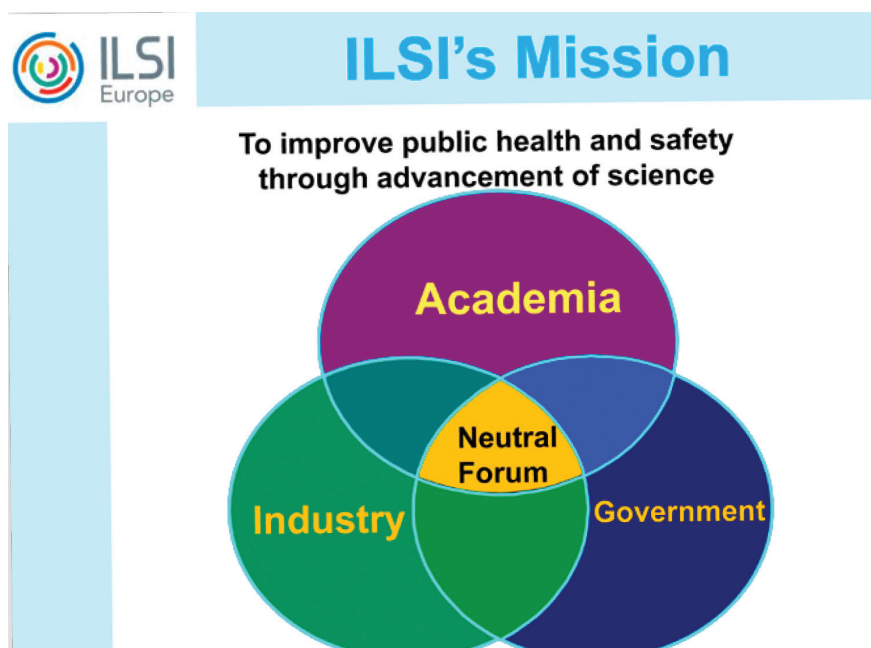 ILSI
Europe
ILSI's Mission
To improve public health and safety
through advancement of science
Academia
Neutral
Forum
Industry
Government